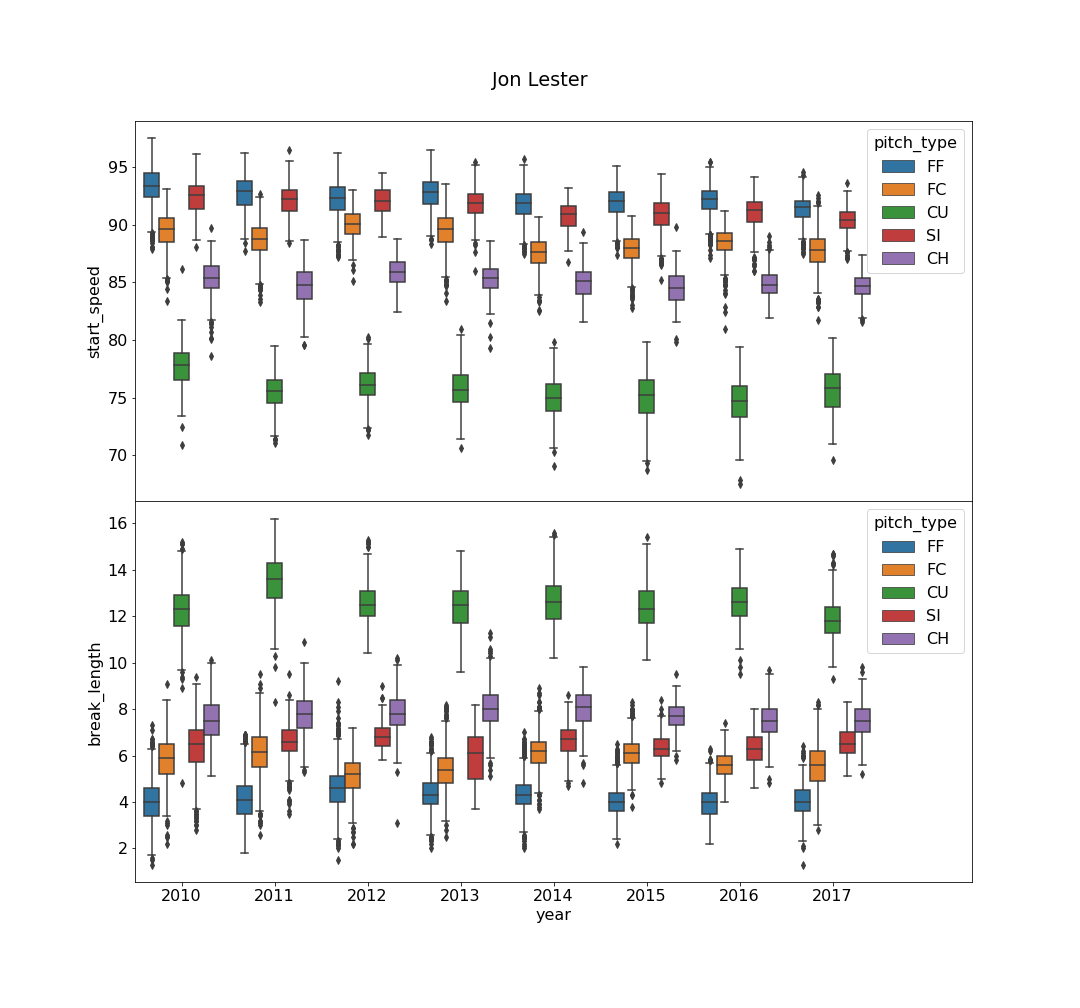 Jon Lester
start_speed
95
90
85
80
75
70
pitch_type
FF
FC
CU
SI
CH
break_length
16
14
12
10
8
6
4
2
pitch_type
FF
FC
CU
SI
CH
2010 2011 2012 2013 2014 2015 2016 2017
year